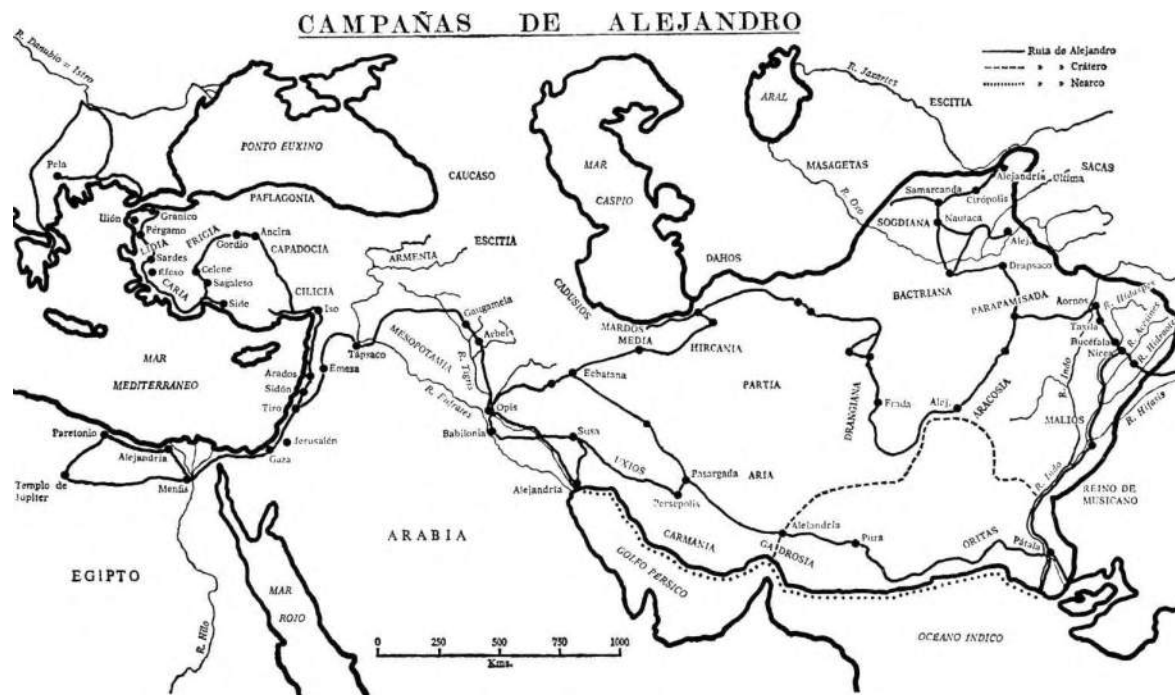 CAMPAÑAS DE ALEJANDRO
Ruta de Alejandro
» » Crátero
» » Nearco
R. Danubio = Istro
Pela
PONTO EUXINO
CAUCASO
PAFLAGONIA
Ilión
Granico
Pérgamo
LIDIA
FRIGIA
Gordio
Ancira
CAPADOCIA
Sardes
Efeso
Celene
Sagaleso
CARIA
Side
CILICIA
Iso
ARMENIA
ESCITIA
MAR
CASPIO
ARAL
R. Jaxartes
ESCITIA
MASAGETAS
SACAS
Alejandría
Última
Samarcanda
Cirópolis
SOGDIANA
Nautaca
R. Oxo
Alej.
Drapsaco
DAHOS
BACTRIANA
PARAPAMISADA
Aornos
R. Hidaspes
Taxila
Bucéfala
Nicea
R. Acesines
R. Indo
MALIOS
R. Hifasis
CADUSIOS
MARDOS
MEDIA
HIRCANIA
PARTIA
Gaugamela
Arbela
MESOPOTAMIA
R. Tigris
Tápsaco
Emesa
Arados
Sidón
Tiro
MAR
MEDITERRANEO
Ecbatana
Opis
R. Eufrates
Babilonia
Susa
UXIOS
Pasargada
Persépolis
ARIA
DRANGIANA
Frada
Alej.
ARACOSIA
Paretonio
Alejandría
Jerusalén
Gaza
Menfis
Templo de
Júpiter
Alejandría
R. Indo
REINO DE
MUSICANO
ARABIA
CARMANIA
Alejandría
GADROSIA
Pura
ORITAS
Pátala
GOLFO PERSICO
EGIPTO
MAR
ROJO
R. Nilo
OCEANO INDICO
0 250 500 750 1000
Kms.